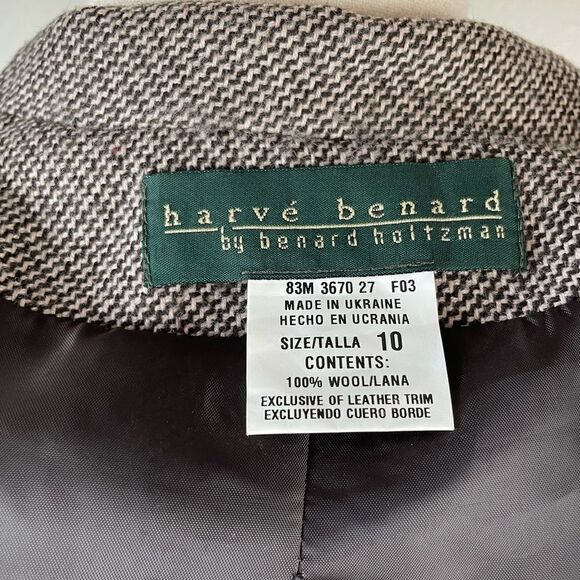 harvé benard
by benard holtzman
83M 3670 27 F03
MADE IN UKRAINE
HECHO EN UCRANIA
SIZE/TALLA 10
CONTENTS:
100% WOOL/LANA
EXCLUSIVE OF LEATHER TRIM
EXCLUYENDO CUERO BORDE